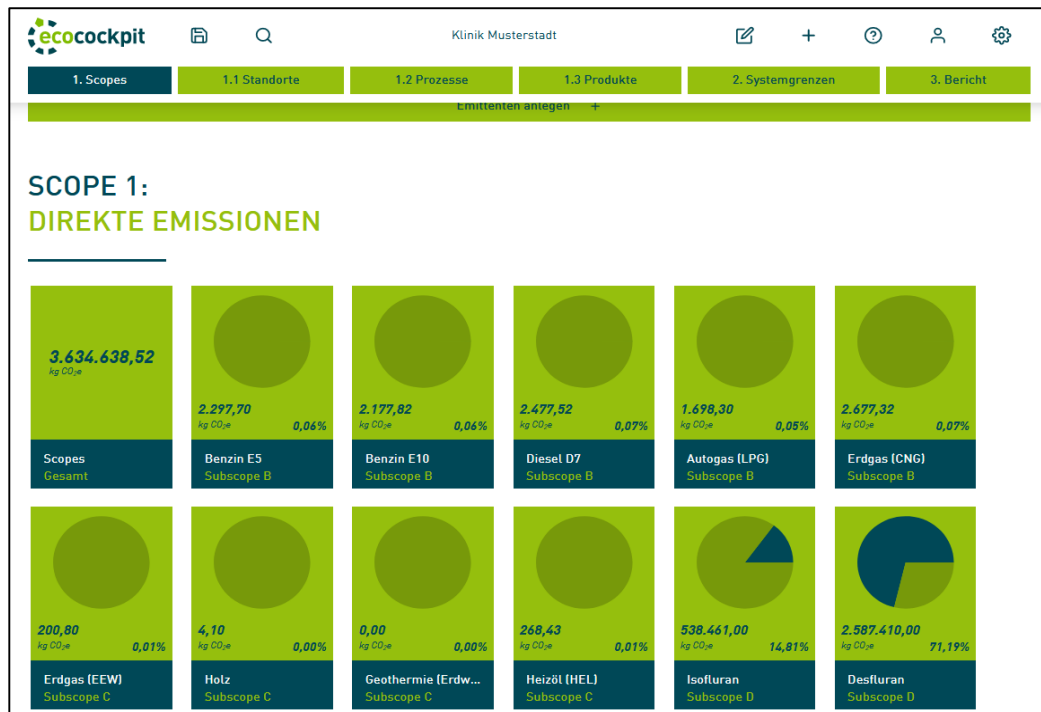 ecocockpit
Klinik Musterstadt
1. Scopes
1.1 Standorte
1.2 Prozesse
1.3 Produkte
2. Systemgrenzen
3. Bericht
Emittenten anlegen +
SCOPE 1:
DIREKTE EMISSIONEN
3.634.638,52
kg CO₂e
Scopes
Gesamt
2.297,70
kg CO₂e 0,06%
Benzin E5
Subscope B
2.177,82
kg CO₂e 0,06%
Benzin E10
Subscope B
2.477,52
kg CO₂e 0,07%
Diesel D7
Subscope B
1.698,30
kg CO₂e 0,05%
Autogas (LPG)
Subscope B
2.677,32
kg CO₂e 0,07%
Erdgas (CNG)
Subscope B
200,80
kg CO₂e 0,01%
Erdgas (EEW)
Subscope C
4,10
kg CO₂e 0,00%
Holz
Subscope C
0,00
kg CO₂e 0,00%
Geothermie (Erdw...
Subscope C
268,43
kg CO₂e 0,01%
Heizöl (HEL)
Subscope C
538.461,00
kg CO₂e 14,81%
Isofluran
Subscope D
2.587.410,00
kg CO₂e 71,19%
Desfluran
Subscope D